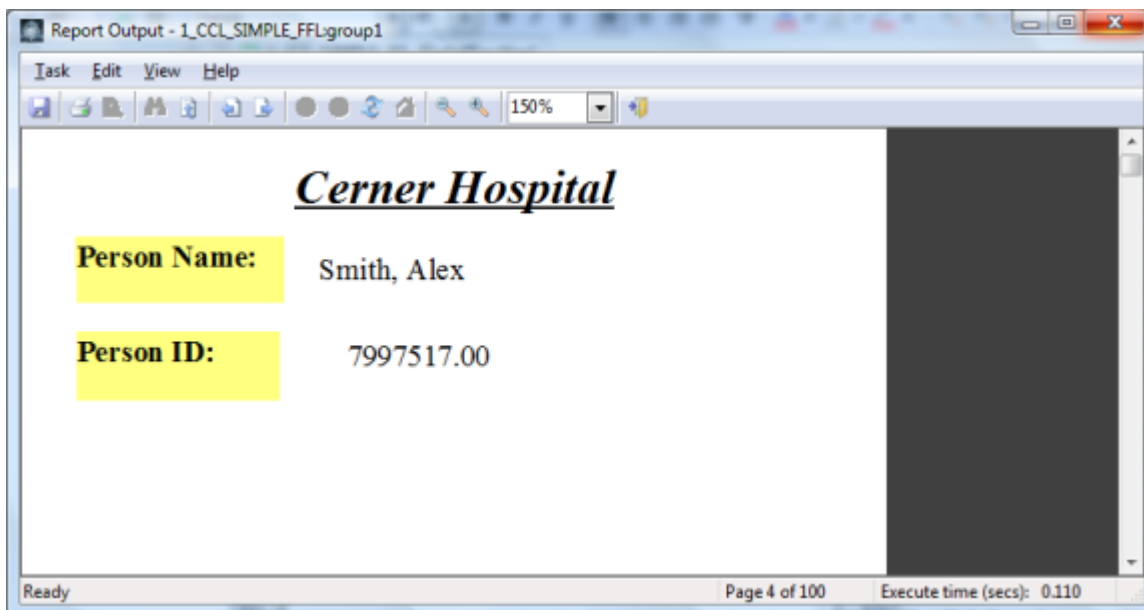 Report Output - 1_CCL_SIMPLE_FFL:group1
Task Edit View Help
150%
Cerner Hospital
Person Name:
Smith, Alex
Person ID:
7997517.00
Ready
Page 4 of 100
Execute time (secs): 0.110